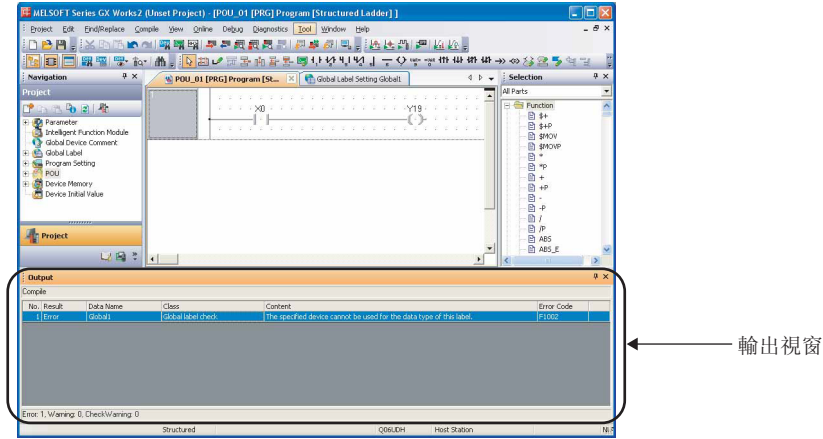 MELSOFT Series GX Works2 (Unset Project) - [POU_01 [PRG] Program [Structured Ladder] ]
Project Edit Find/Replace Compile View Online Debug Diagnostics Tool Window Help
Navigation
POU_01 [PRG] Program [St...
Global Label Setting Global1
Selection
Project
All Parts
Parameter
Intelligent Function Module
Global Device Comment
Global Label
Program Setting
POU
Device Memory
Device Initial Value
Project
X0
Y19
Function
$+
$+P
$MOV
$MOVP
*
*P
+
+P
-
-P
/
/P
ABS
ABS_E
Output
Compile
No. Result Data Name Class Content Error Code
1 Error Global1 Global label check The specified device cannot be used for the data type of this label. F1002
Error: 1, Warning: 0, CheckWarning: 0
Structured Q06UDH Host Station
輸出視窗